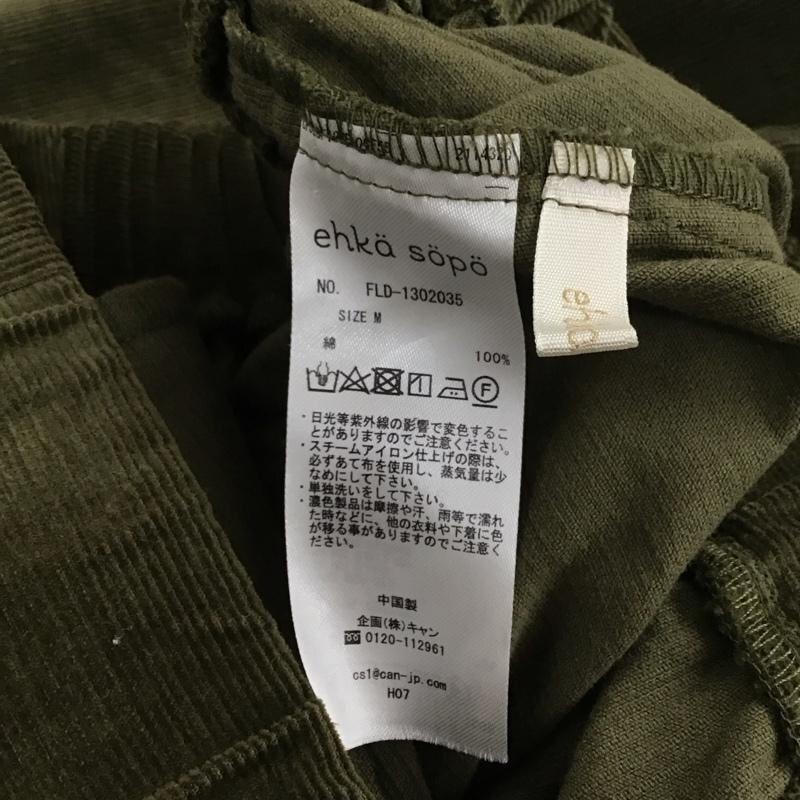 ehkä söpö
NO. FLD-1302035
SIZE M
綿 100%
F
・日光等紫外線の影響で変色するこ
とがありますのでご注意ください。
・スチームアイロン仕上げの際は、
必ずあて布を使用し、蒸気量は少
なめにして下さい。
・単独洗いをして下さい。
・濃色製品は摩擦や汗、雨等で濡れ
た時などに、他の衣料や下着に色
が移る事がありますのでご注意く
ださい。
中国製
企画(株)キャン
0120-112961
cs1@can-jp.com
H07